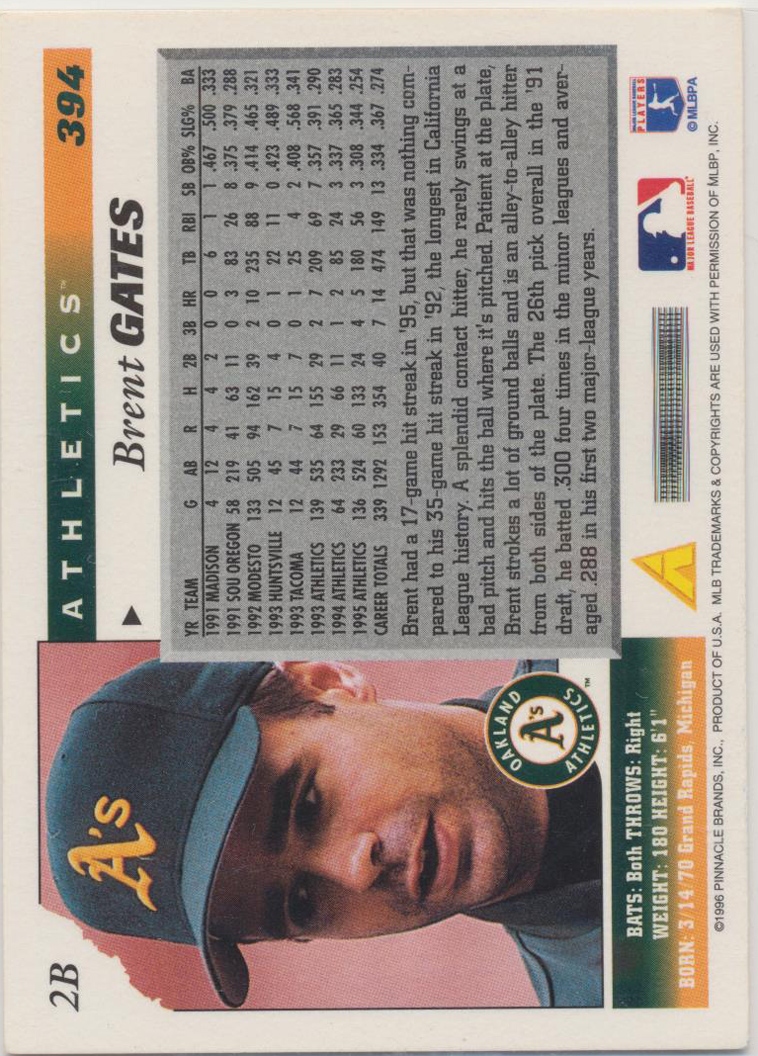 2B
A's
ATHLETICS™ 394
Brent GATES
YR TEAM G AB R H 2B 3B HR TB RBI SB OB% SLG% BA
1991 MADISON 4 12 4 4 2 0 0 6 1 1 .467 .500 .333
1991 SOU OREGON 58 219 41 63 11 0 3 83 26 8 .375 .379 .288
1992 MODESTO 133 505 94 162 39 2 10 235 88 9 .414 .465 .321
1993 HUNTSVILLE 12 45 7 15 4 0 1 22 11 0 .423 .489 .333
1993 TACOMA 12 44 7 15 7 0 1 25 4 2 .408 .568 .341
1993 ATHLETICS 139 535 64 155 29 2 7 209 69 7 .357 .391 .290
1994 ATHLETICS 64 233 29 66 11 1 2 85 24 3 .337 .365 .283
1995 ATHLETICS 136 524 60 133 24 4 5 180 56 3 .308 .344 .254
CAREER TOTALS 339 1292 153 354 40 7 14 474 149 13 .334 .367 .274
Brent had a 17-game hit streak in '95, but that was nothing com-
pared to his 35-game hit streak in '92, the longest in California
League history. A splendid contact hitter, he rarely swings at a
bad pitch and hits the ball where it's pitched. Patient at the plate,
Brent strokes a lot of ground balls and is an alley-to-alley hitter
from both sides of the plate. The 26th pick overall in the '91
draft, he batted .300 four times in the minor leagues and aver-
aged .288 in his first two major-league years.
OAKLAND
A's
ATHLETICS™
BATS: Both THROWS: Right
WEIGHT: 180 HEIGHT: 6'1"
BORN: 3/14/70 Grand Rapids, Michigan
MAJOR LEAGUE BASEBALL®
MAJOR LEAGUE BASEBALL
PLAYERS
©MLBPA
©1996 PINNACLE BRANDS, INC., PRODUCT OF U.S.A. MLB TRADEMARKS & COPYRIGHTS ARE USED WITH PERMISSION OF MLBP, INC.